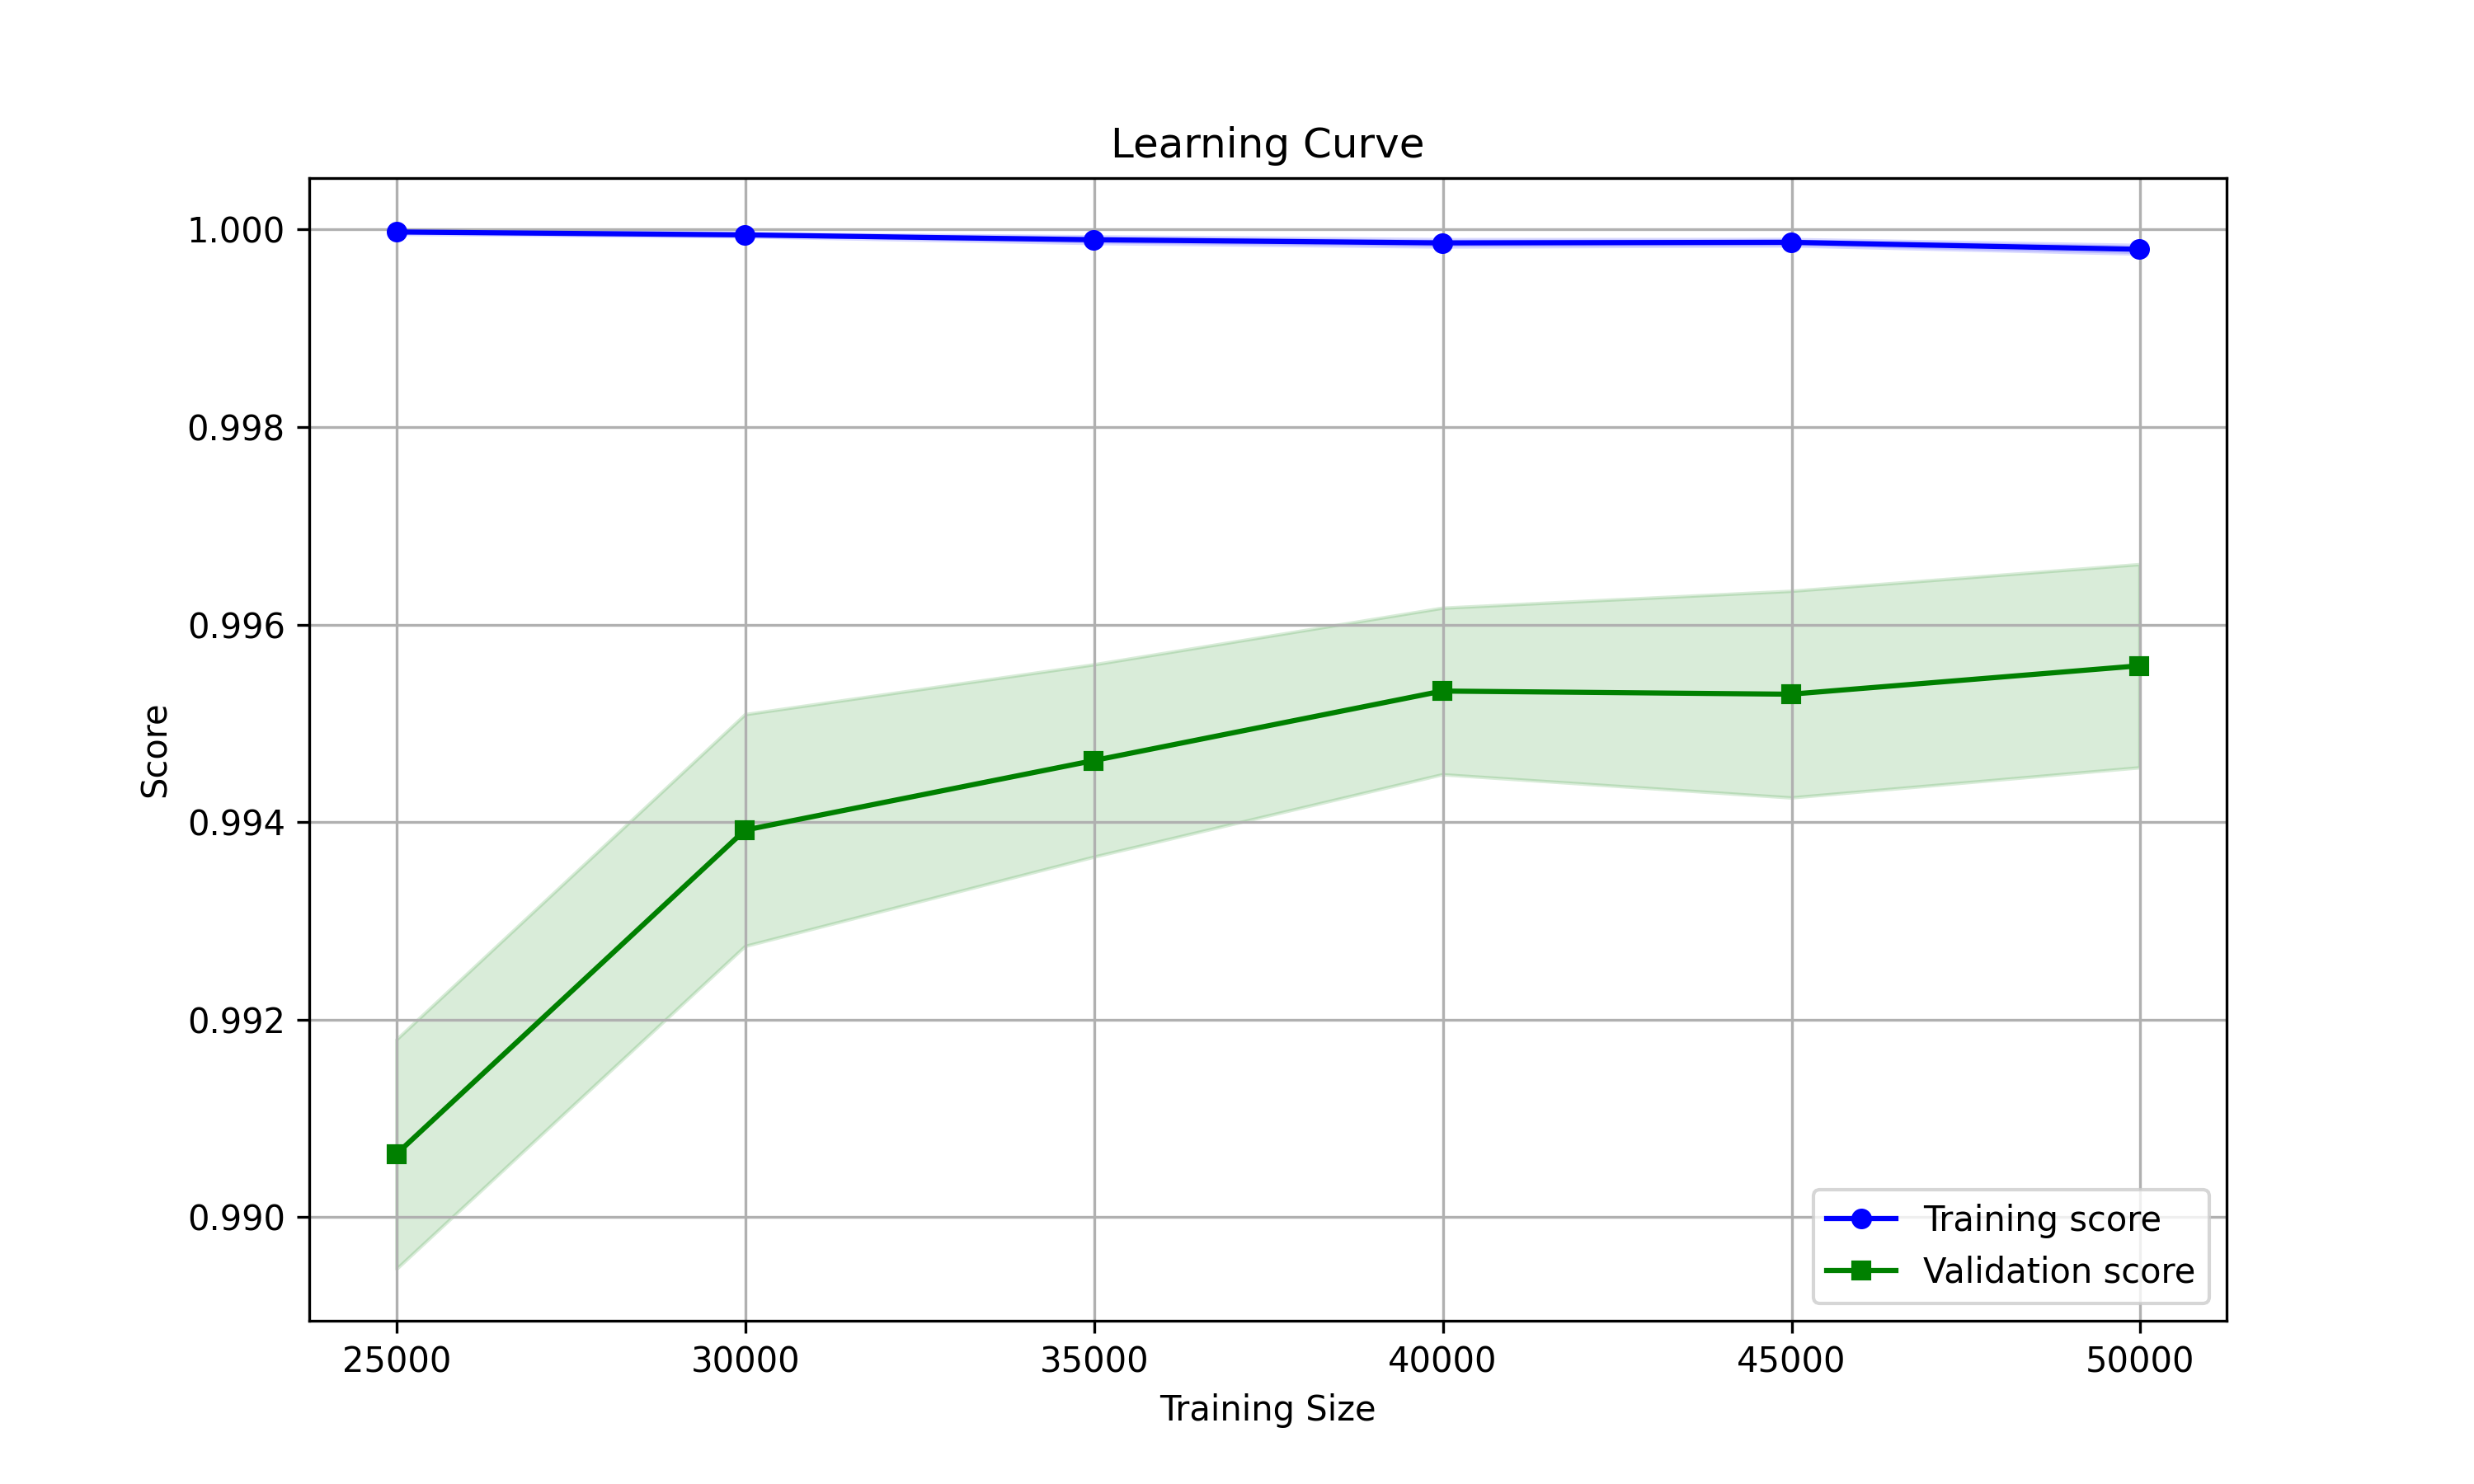 Learning Curve
1.000
0.998
0.996
0.994
0.992
0.990
Score
25000 30000 35000 40000 45000 50000
Training Size
Training score
Validation score